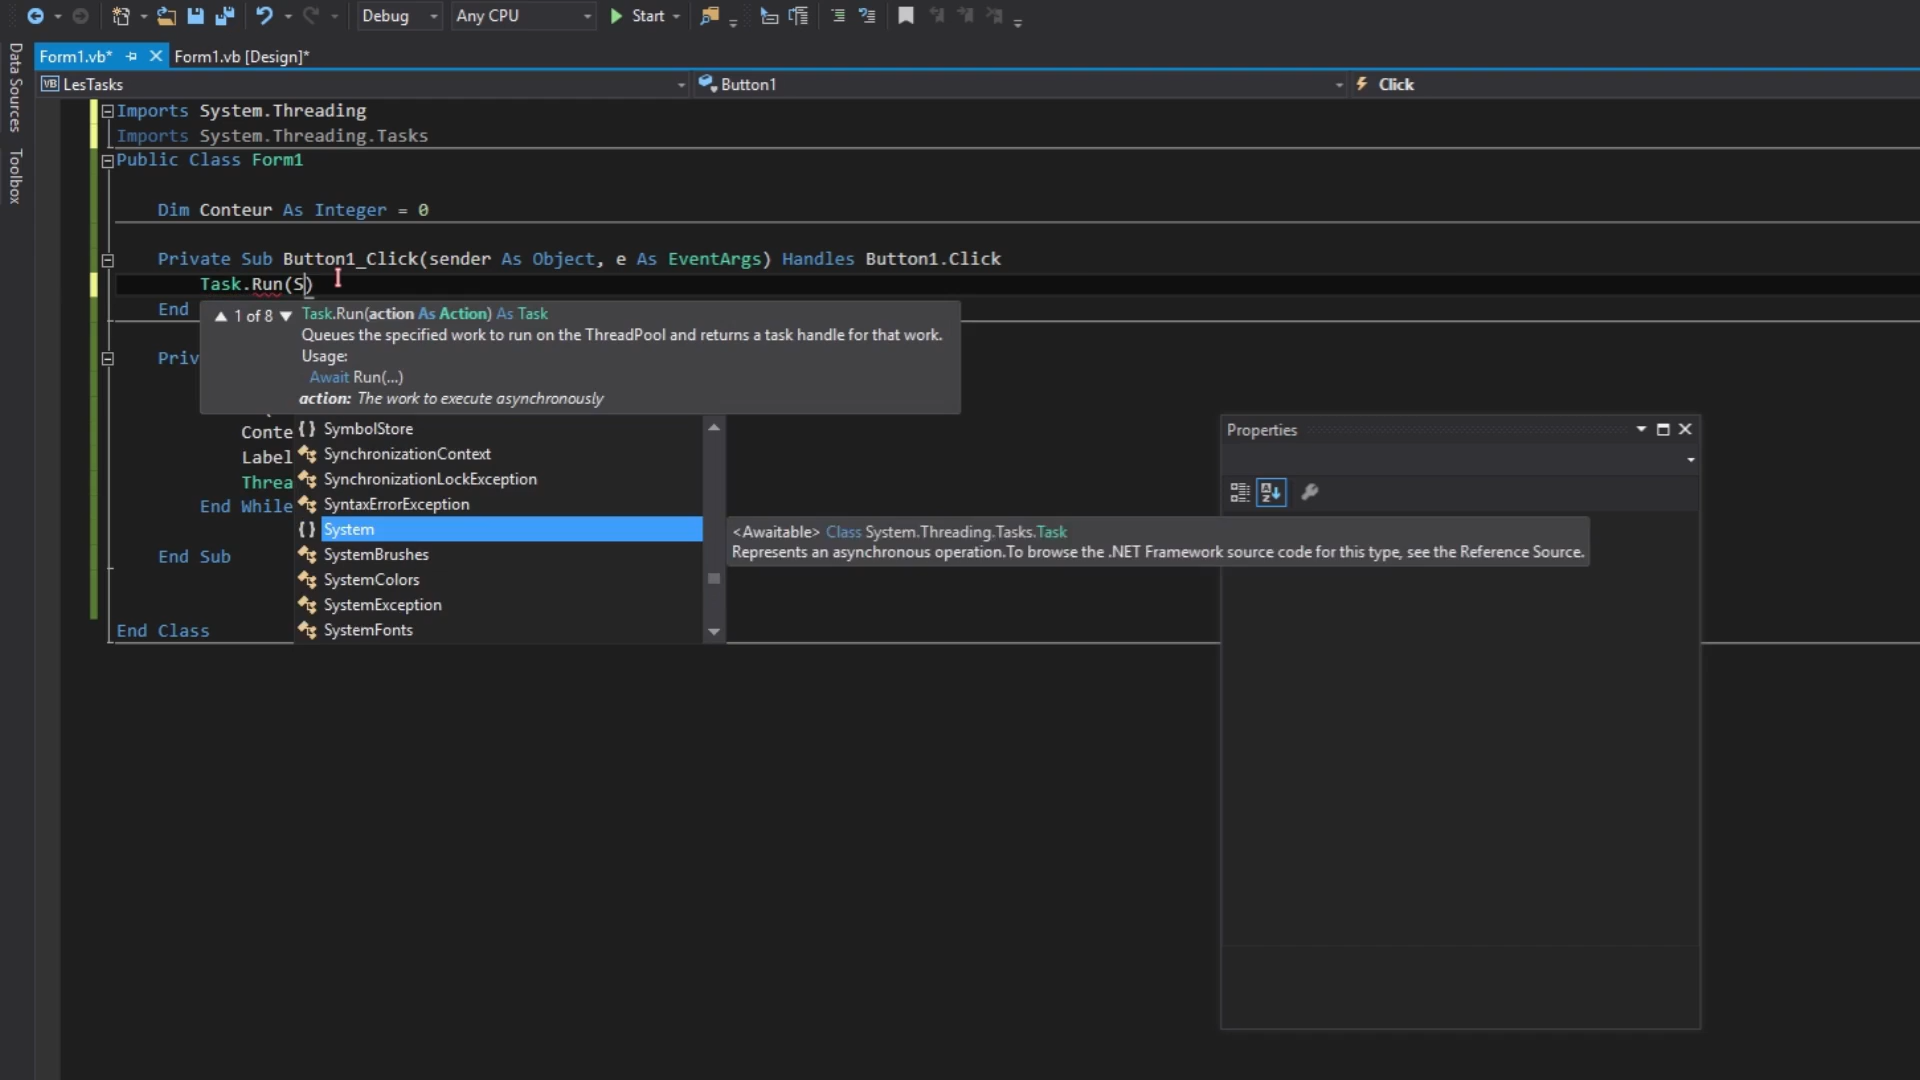 Debug Any CPU Start
Data Sources
Toolbox
Form1.vb* Form1.vb [Design]*
VB LesTasks Button1 Click
Imports System.Threading
Imports System.Threading.Tasks
Public Class Form1
Dim Conteur As Integer = 0
Private Sub Button1_Click(sender As Object, e As EventArgs) Handles Button1.Click
Task.Run(S)
End
1 of 8 Task.Run(action As Action) As Task
Queues the specified work to run on the ThreadPool and returns a task handle for that work.
Usage:
Await Run(...)
action: The work to execute asynchronously
Priv
Conte
Label
Threa
End While
End Sub
End Class
SymbolStore
SynchronizationContext
SynchronizationLockException
SyntaxErrorException
System
SystemBrushes
SystemColors
SystemException
SystemFonts
<Awaitable> Class System.Threading.Tasks.Task
Represents an asynchronous operation.To browse the .NET Framework source code for this type, see the Reference Source.
Properties